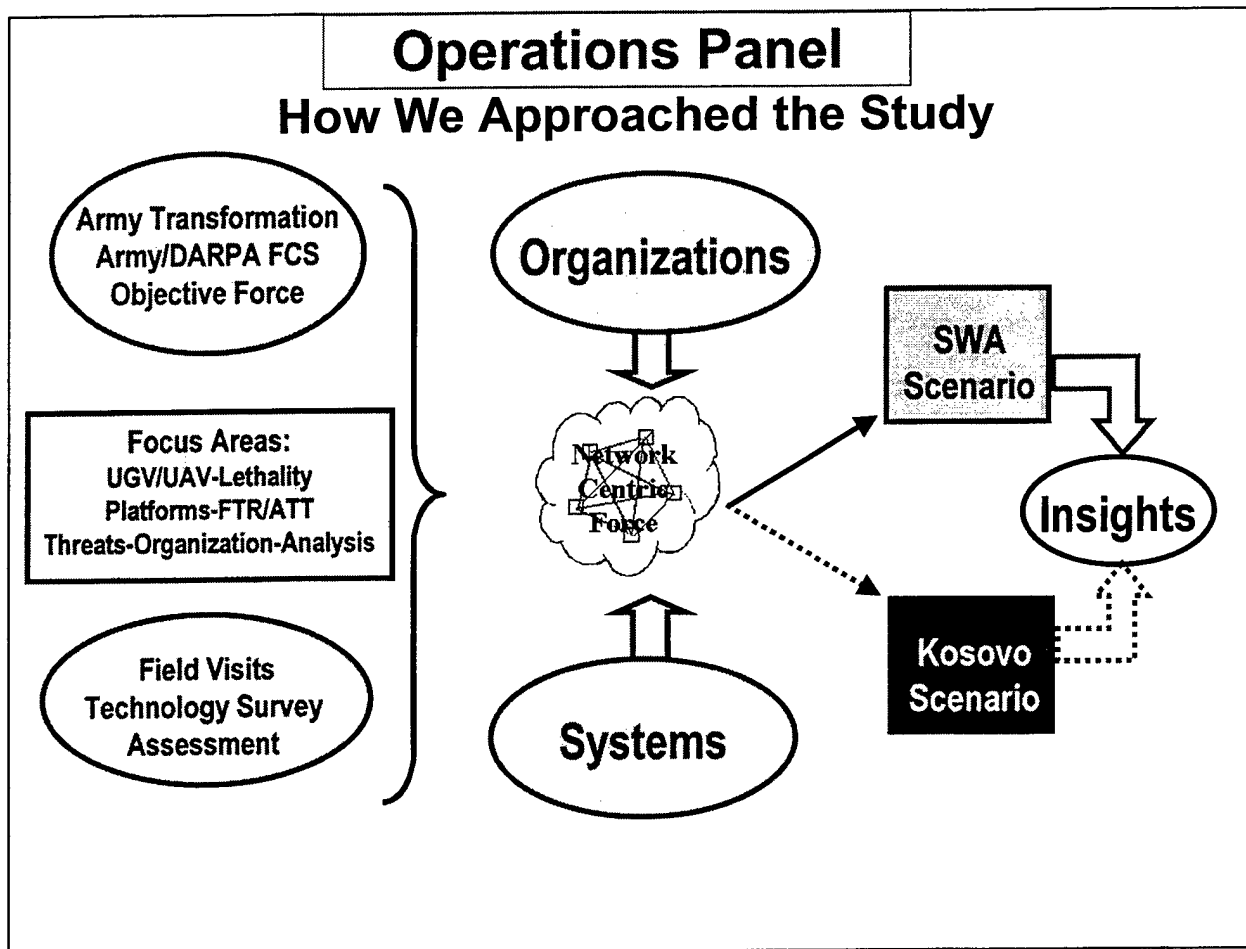 Operations Panel
How We Approached the Study
Army Transformation
Army/DARPA FCS
Objective Force
Focus Areas:
UGV/UAV-Lethality
Platforms-FTR/ATT
Threats-Organization-Analysis
Field Visits
Technology Survey
Assessment
Organizations
Network
Centric
Force
Systems
SWA
Scenario
Kosovo
Scenario
Insights